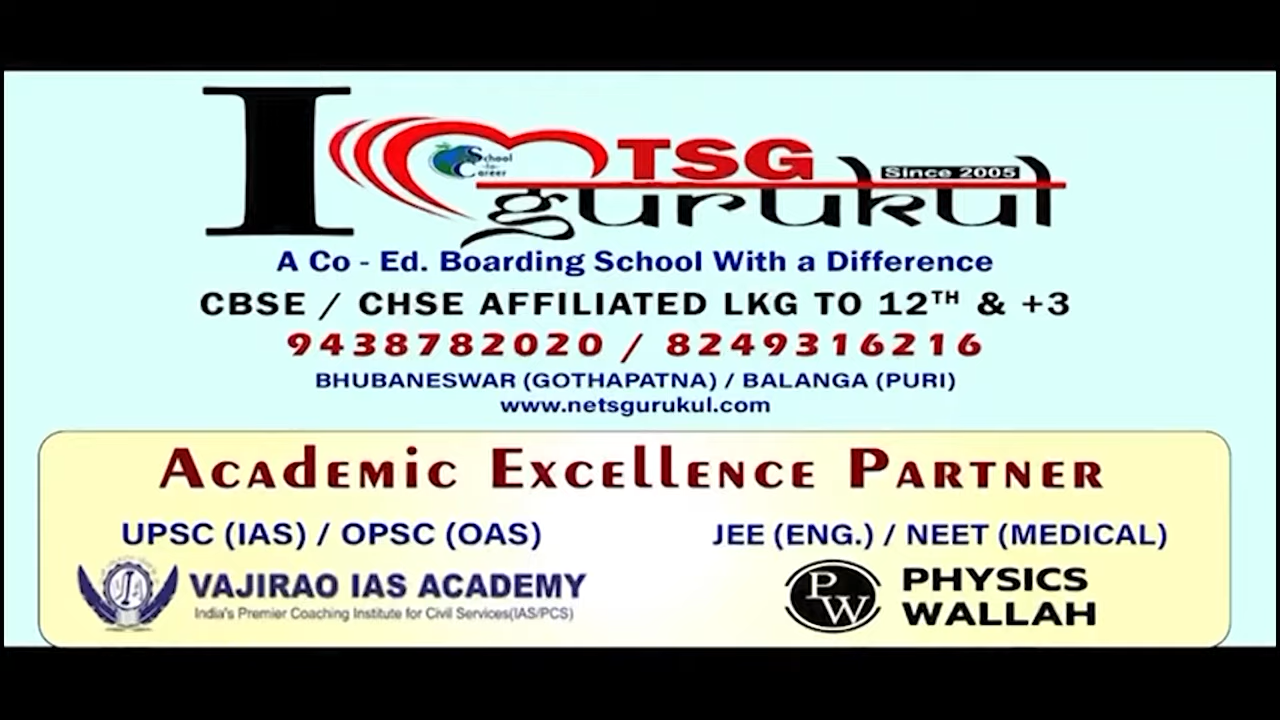 I TSG gurukul Since 2005
School to Career
A Co - Ed. Boarding School With a Difference
CBSE / CHSE AFFILIATED LKG TO 12TH & +3
9438782020 / 8249316216
BHUBANESWAR (GOTHAPATNA) / BALANGA (PURI)
www.netsgurukul.com
Academic Excellence Partner
UPSC (IAS) / OPSC (OAS)
VAJIRAO IAS ACADEMY
India's Premier Coaching Institute for Civil Services(IAS/PCS)
JEE (ENG.) / NEET (MEDICAL)
PW
PHYSICS
WALLAH